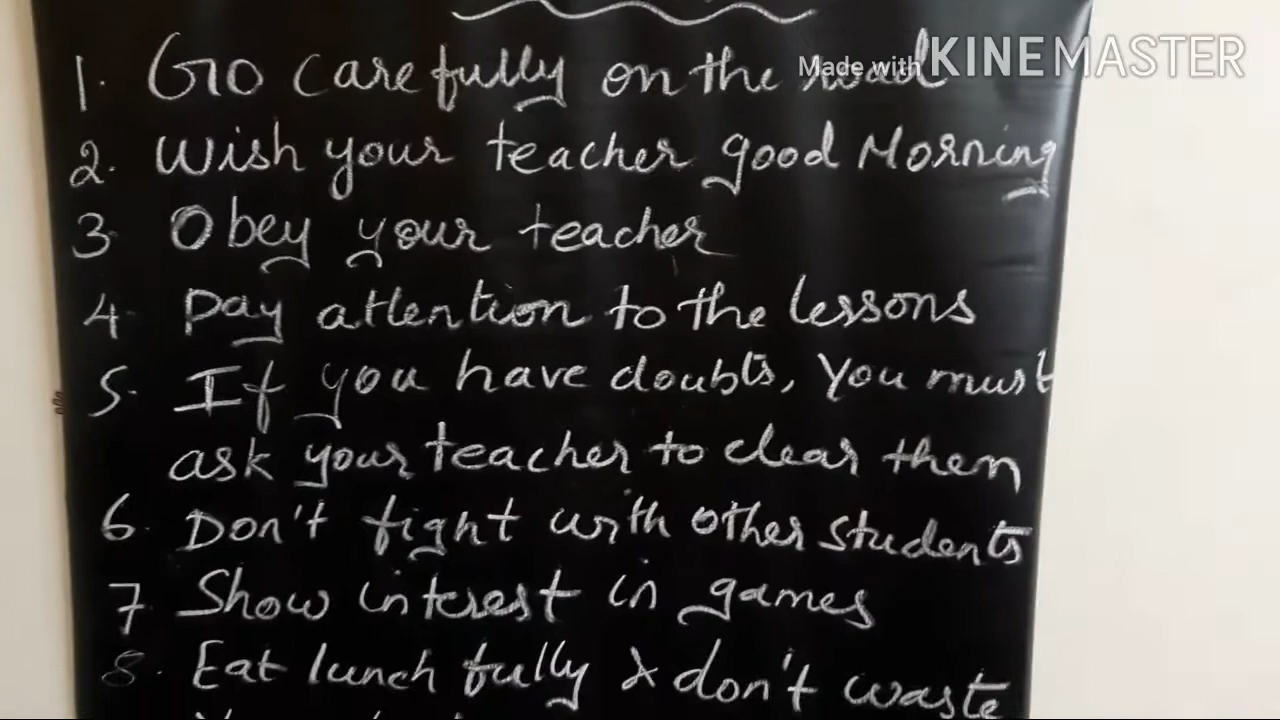 Made with KINEMASTER
1. Go carefully on the road
2. Wish your teacher good Morning
3 Obey your teacher
4. Pay attention to the lessons
5. If you have doubts, You must
ask your teacher to clear them
6. Don't fight with other students
7. Show interest in games
8. Eat lunch fully & don't waste